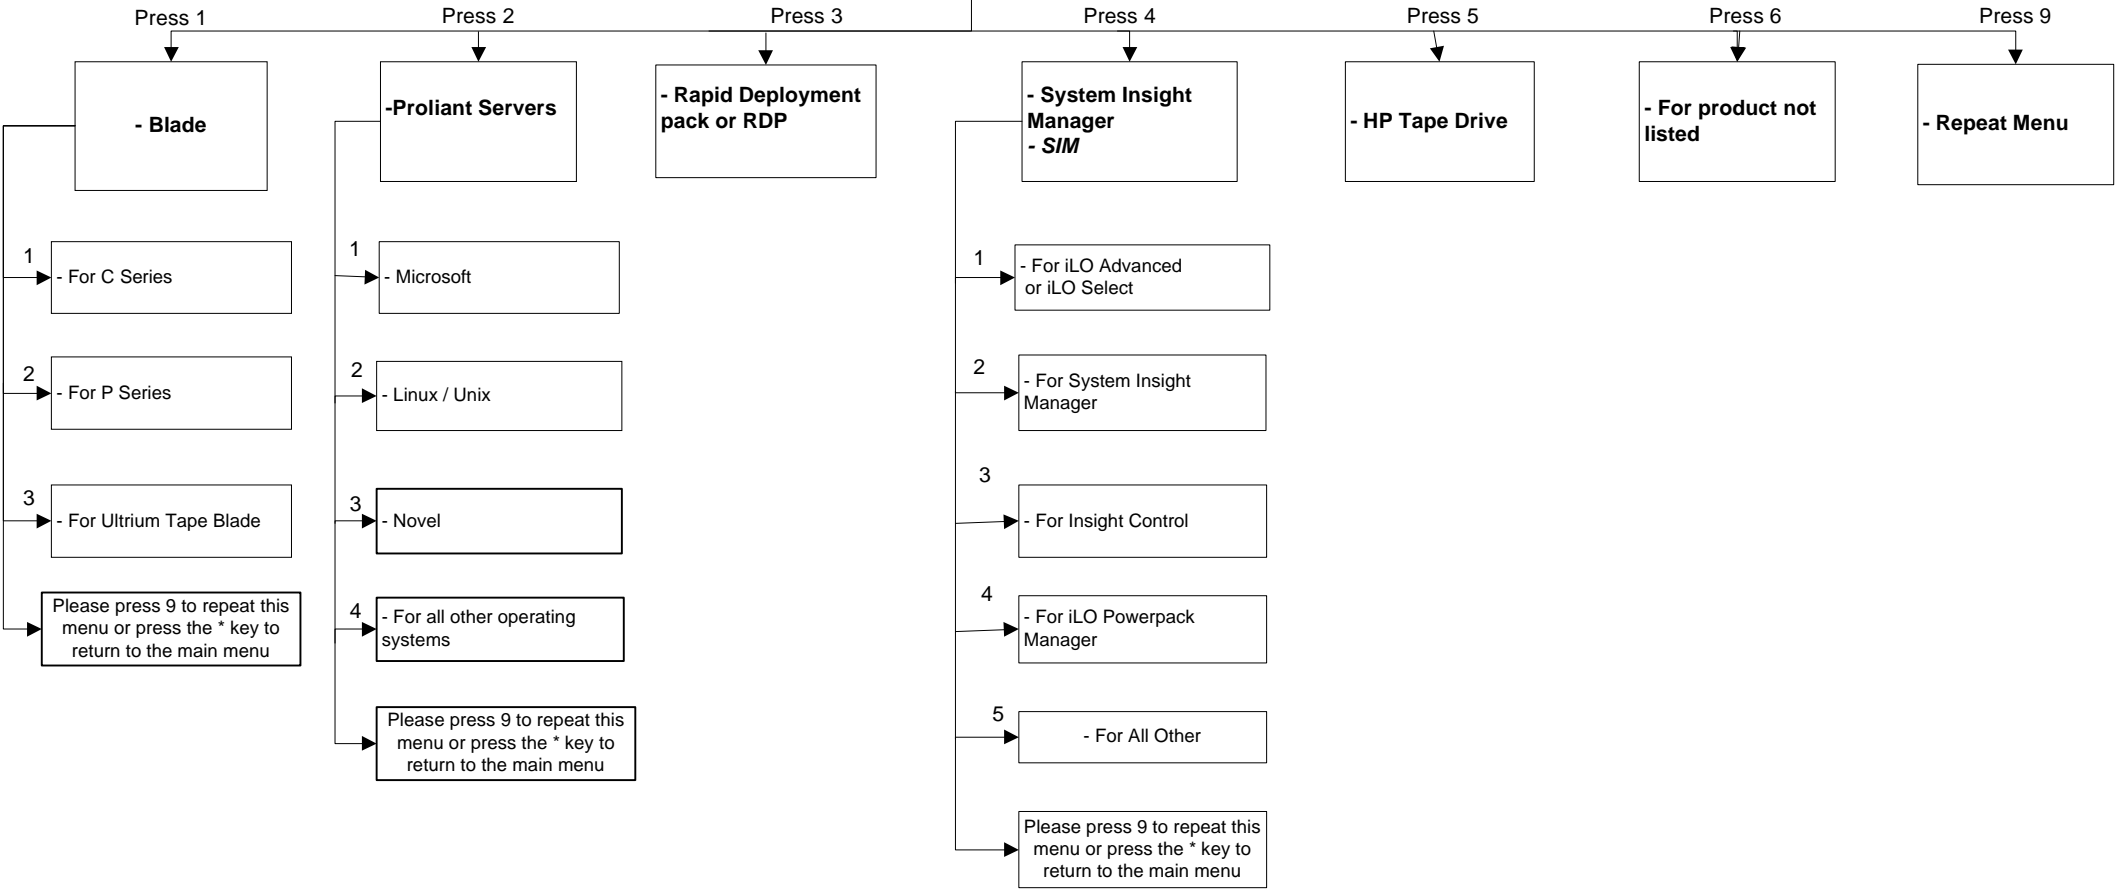 Press 1
Press 2
Press 3
Press 4
Press 5
Press 6
Press 9
- Blade
-Proliant Servers
- Rapid Deployment
pack or RDP
- System Insight
Manager
- SIM
- HP Tape Drive
- For product not
listed
- Repeat Menu
1
- For C Series
2
- For P Series
3
- For Ultrium Tape Blade
Please press 9 to repeat this
menu or press the * key to
return to the main menu
1
- Microsoft
2
- Linux / Unix
3
- Novel
4
- For all other operating
systems
Please press 9 to repeat this
menu or press the * key to
return to the main menu
1
- For iLO Advanced
or iLO Select
2
- For System Insight
Manager
3
- For Insight Control
4
- For iLO Powerpack
Manager
5
- For All Other
Please press 9 to repeat this
menu or press the * key to
return to the main menu